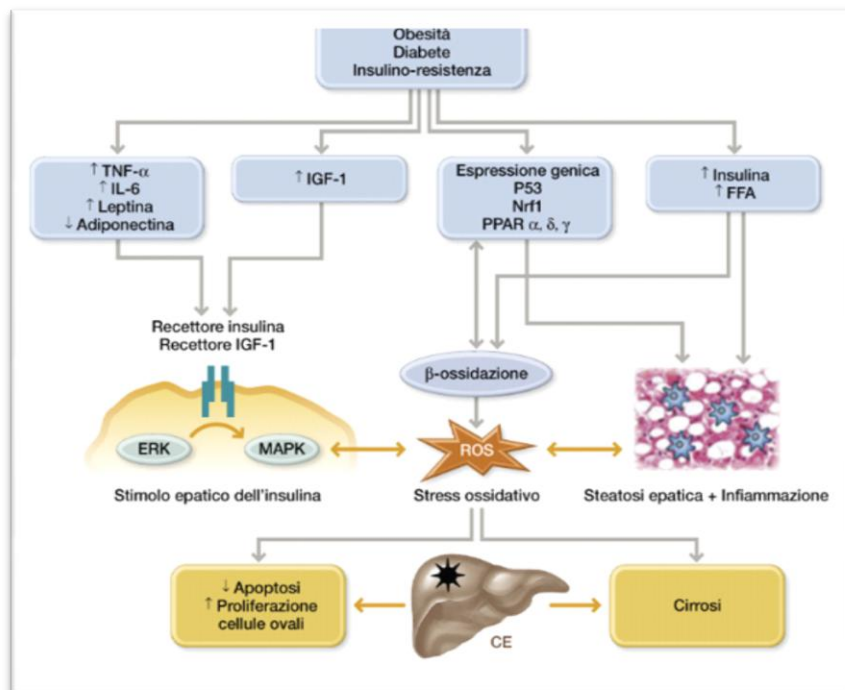 Obesità
Diabete
Insulino-resistenza
↑ TNF-α
↑ IL-6
↑ Leptina
↓ Adiponectina
↑ IGF-1
Espressione genica
P53
Nrf1
PPAR α, δ, γ
↑ Insulina
↑ FFA
Recettore insulina
Recettore IGF-1
β-ossidazione
ERK
MAPK
ROS
Stimolo epatico dell'insulina
Stress ossidativo
Steatosi epatica + Infiammazione
↓ Apoptosi
↑ Proliferazione
cellule ovali
CE
Cirrosi